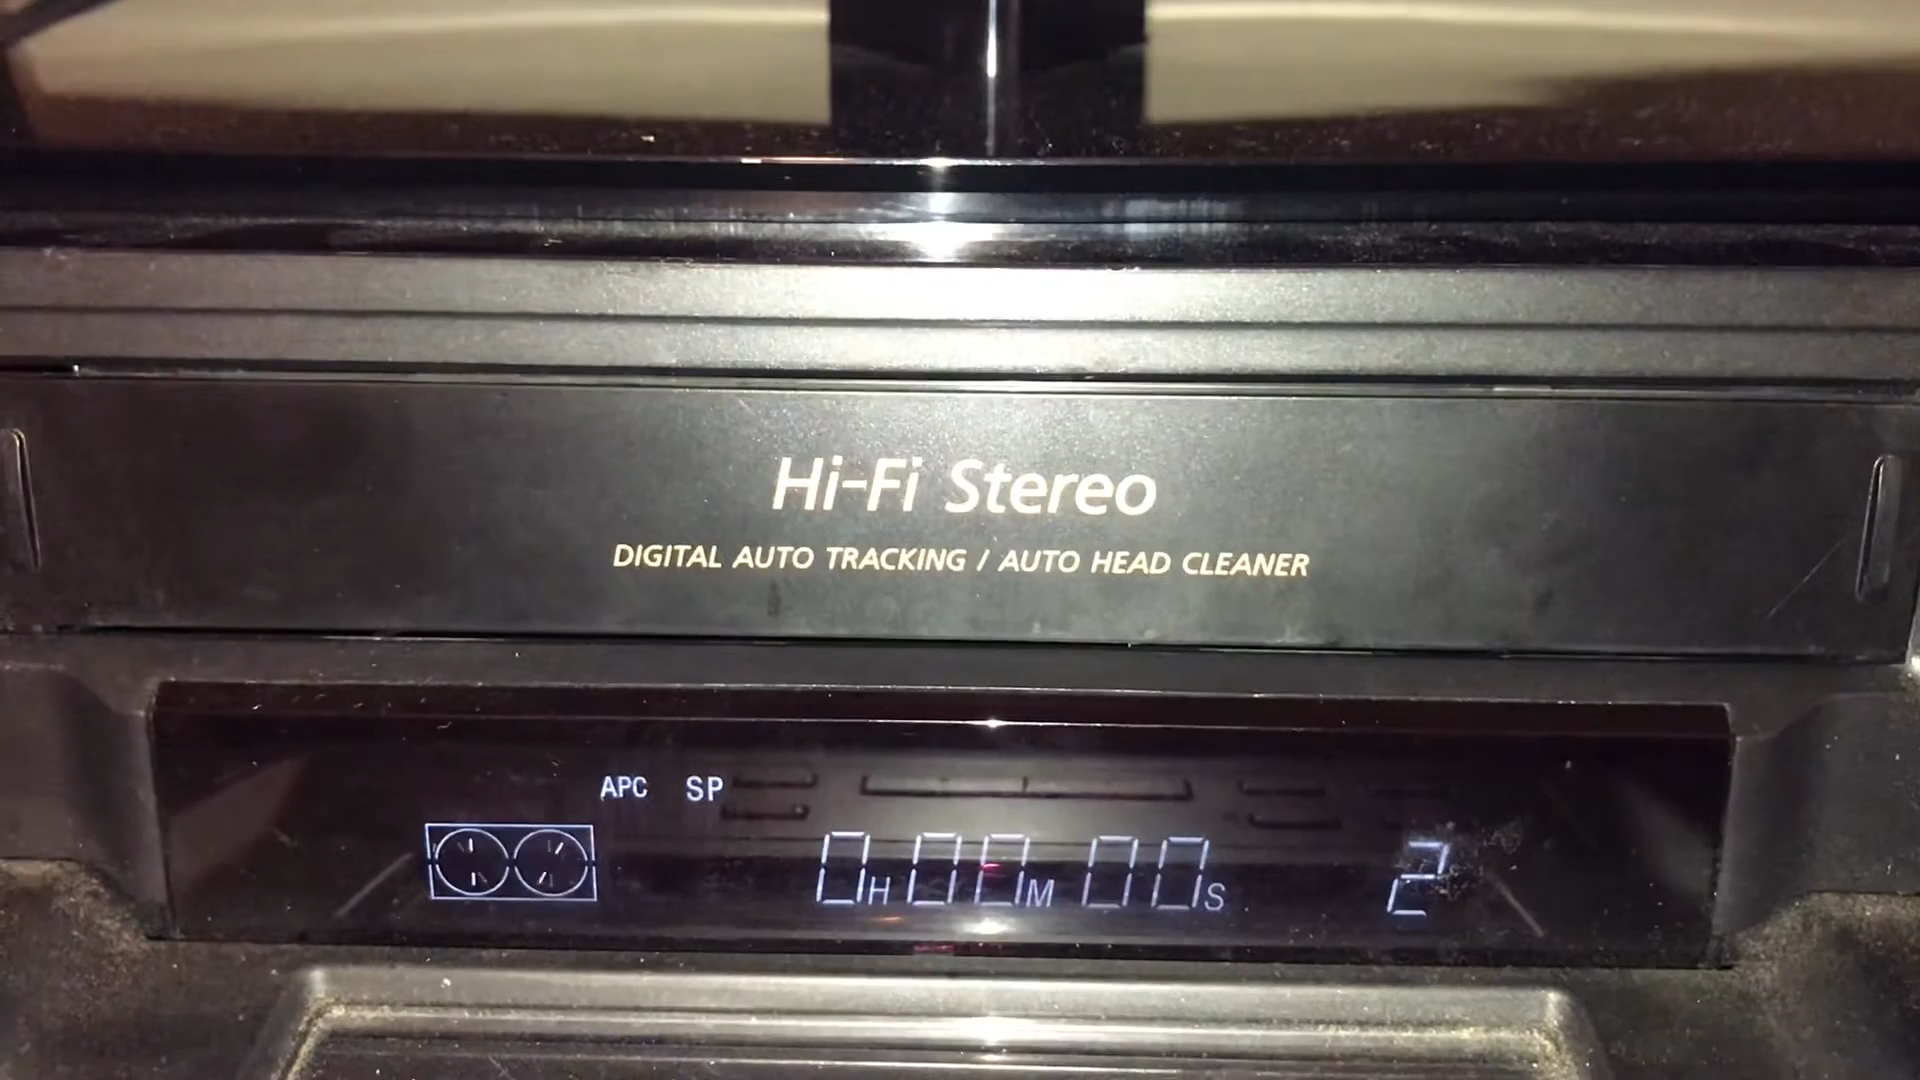 Hi-Fi Stereo
DIGITAL AUTO TRACKING / AUTO HEAD CLEANER
APC SP
0H 00M 00S 2